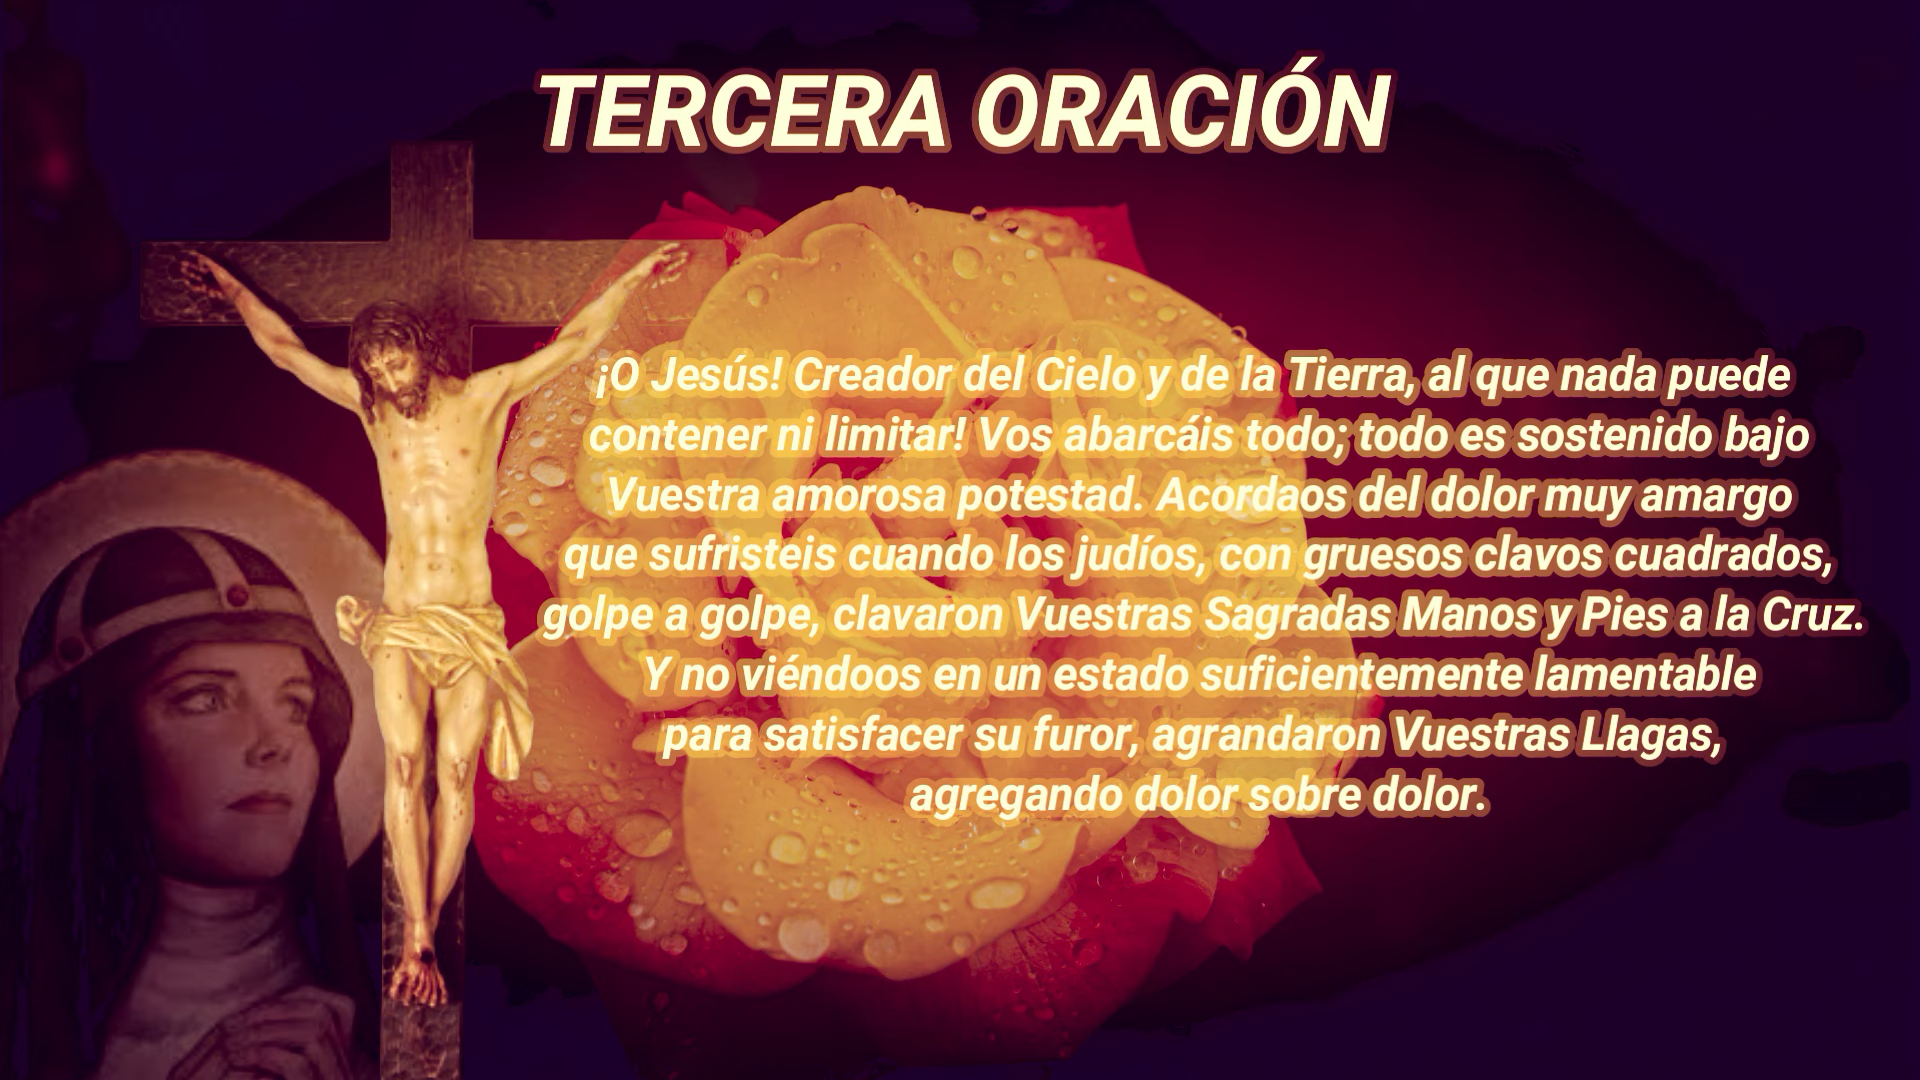 TERCERA ORACIÓN
¡O Jesús! Creador del Cielo y de la Tierra, al que nada puede
contener ni limitar! Vos abarcáis todo; todo es sostenido bajo
Vuestra amorosa potestad. Acordaos del dolor muy amargo
que sufristeis cuando los judíos, con gruesos clavos cuadrados,
golpe a golpe, clavaron Vuestras Sagradas Manos y Pies a la Cruz.
Y no viéndoos en un estado suficientemente lamentable
para satisfacer su furor, agrandaron Vuestras Llagas,
agregando dolor sobre dolor.